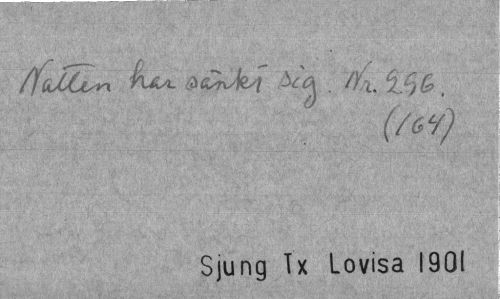 Natten har sänkt sig. Nr. 296.
(164)
Sjung Tx Lovisa 1901